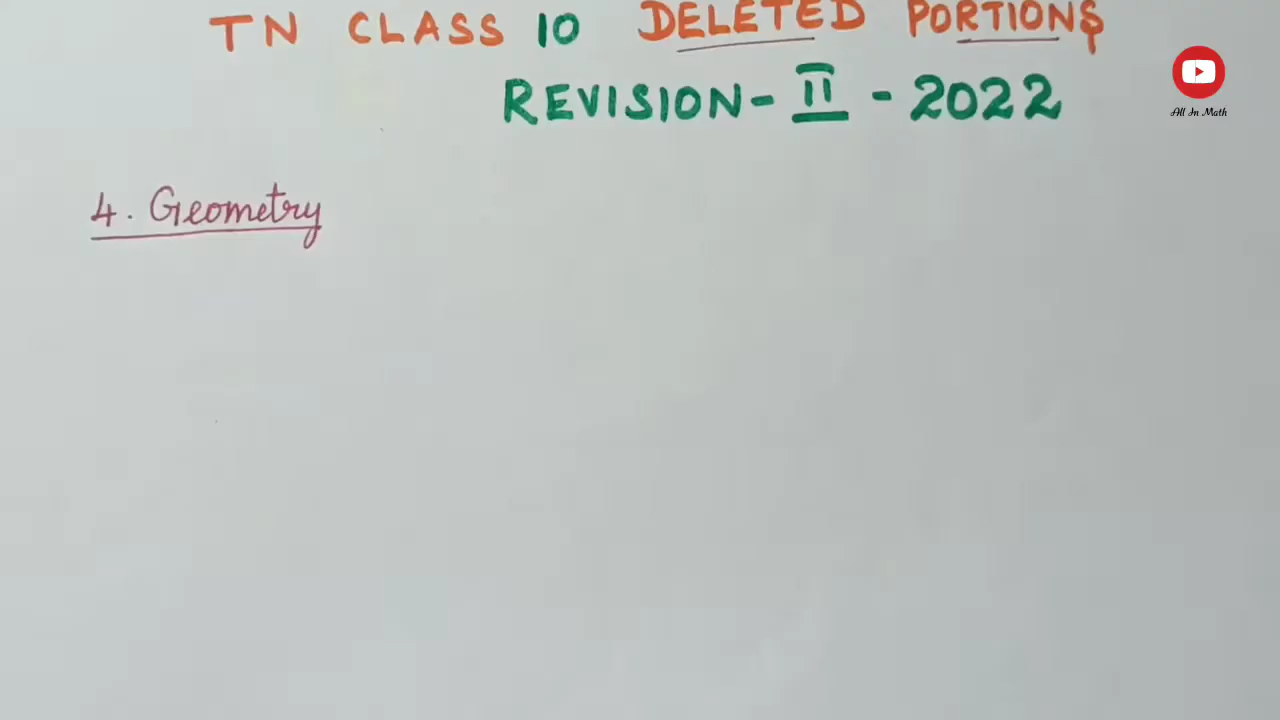 TN CLASS 10 DELETED PORTIONS
REVISION - II - 2022
All In Math
4. Geometry